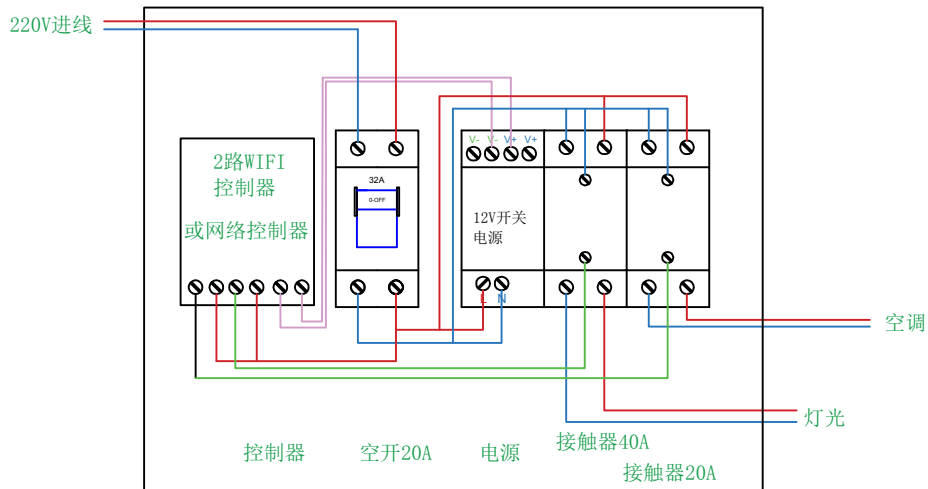 220V进线
2路WIFI
控制器
或网络控制器
32A
0-OFF
V- V- V+ V+
12V开关
电源
L N
空调
灯光
控制器 空开20A 电源 接触器40A
接触器20A